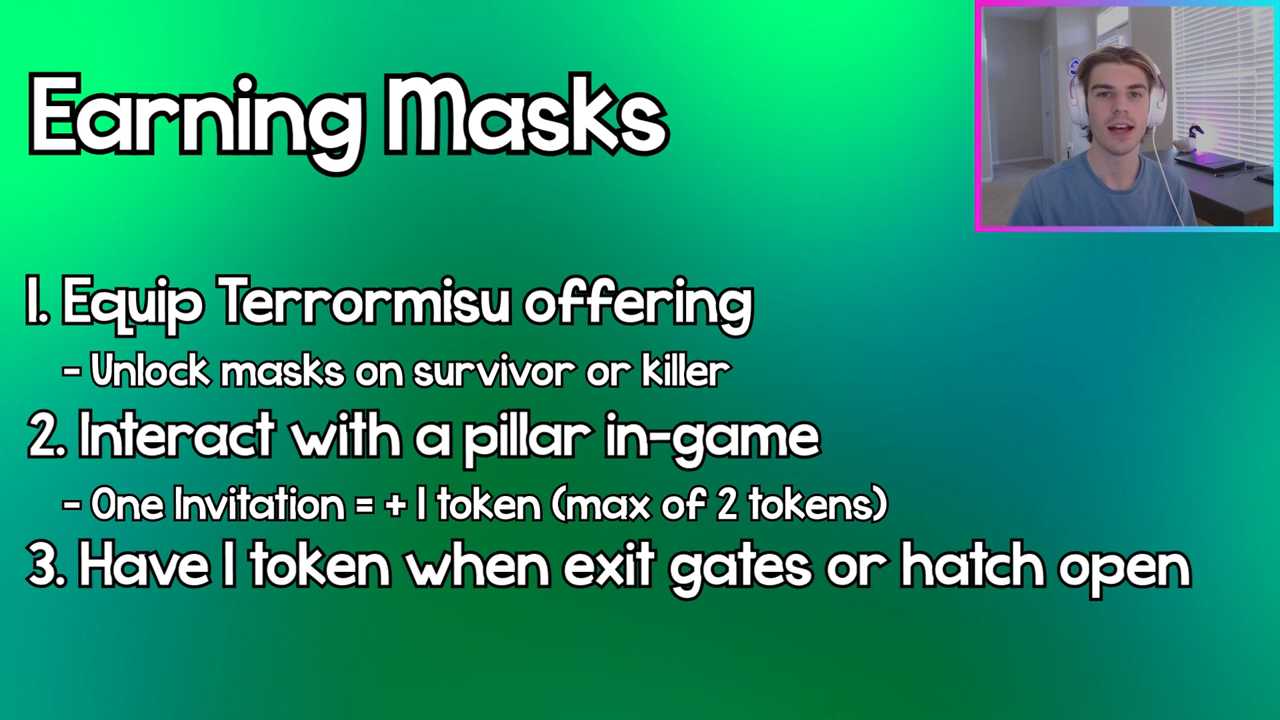 Earning Masks
1. Equip Terrormisu offering
- Unlock masks on survivor or killer
2. Interact with a pillar in-game
- One Invitation = + 1 token (max of 2 tokens)
3. Have 1 token when exit gates or hatch open